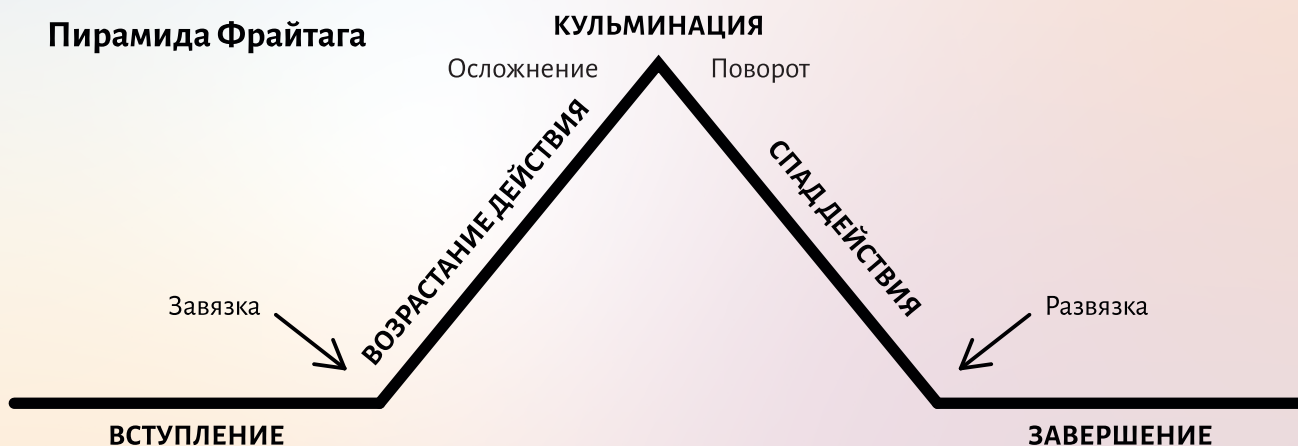 Пирамида Фрайтага
КУЛЬМИНАЦИЯ
Осложнение
Поворот
ВОЗРАСТАНИЕ ДЕЙСТВИЯ
СПАД ДЕЙСТВИЯ
Завязка
Развязка
ВСТУПЛЕНИЕ
ЗАВЕРШЕНИЕ